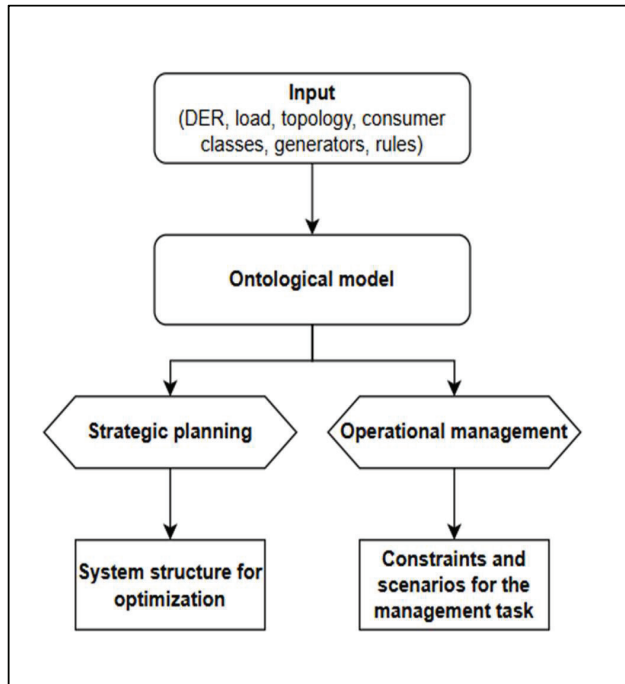 Input
(DER, load, topology, consumer
classes, generators, rules)
Ontological model
Strategic planning
Operational management
System structure for
optimization
Constraints and
scenarios for the
management task